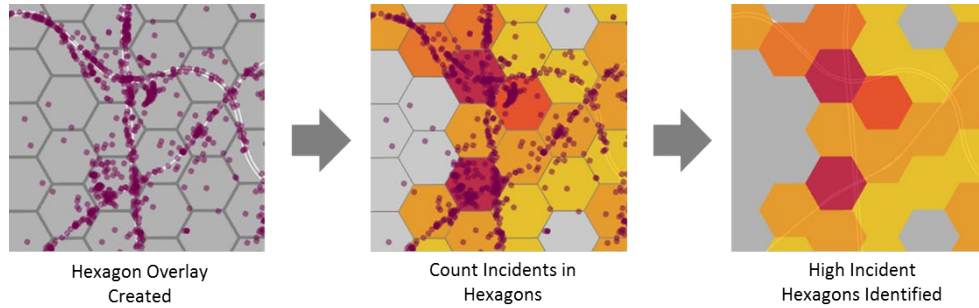 Hexagon Overlay
Created
Count Incidents in
Hexagons
High Incident
Hexagons Identified